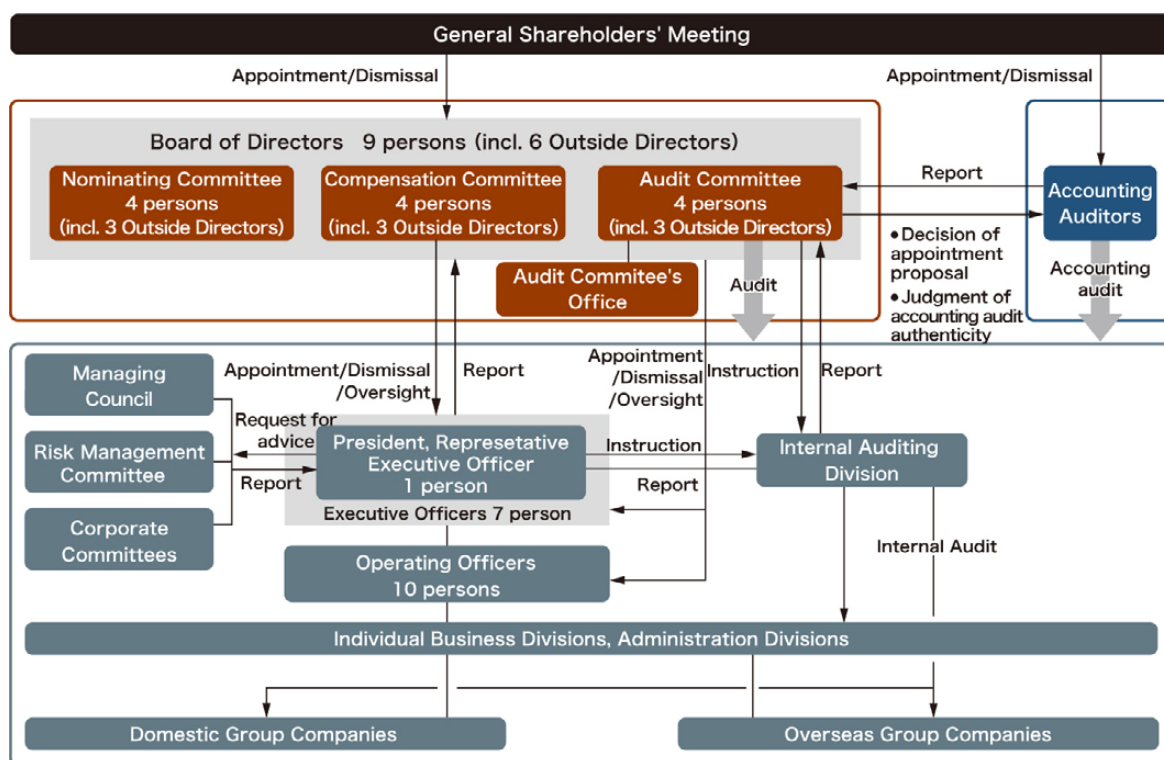 General Shareholders' Meeting
Appointment/Dismissal
Appointment/Dismissal
Board of Directors 9 persons (incl. 6 Outside Directors)
Nominating Committee
4 persons
(incl. 3 Outside Directors)
Compensation Committee
4 persons
(incl. 3 Outside Directors)
Audit Committee
4 persons
(incl. 3 Outside Directors)
Report
Accounting
Auditors
•Decision of
appointment
proposal
•Judgment of
accounting audit
authenticity
Accounting
audit
Audit Commitee's
Office
Audit
Managing
Council
Risk Management
Committee
Corporate
Committees
Appointment/Dismissal
/Oversight
Report
Appointment
/Dismissal
/Oversight
Instruction
Report
Request for
advice
Report
President, Represetative
Executive Officer
1 person
Executive Officers 7 person
Instruction
Report
Internal Auditing
Division
Operating Officers
10 persons
Internal Audit
Individual Business Divisions, Administration Divisions
Domestic Group Companies
Overseas Group Companies